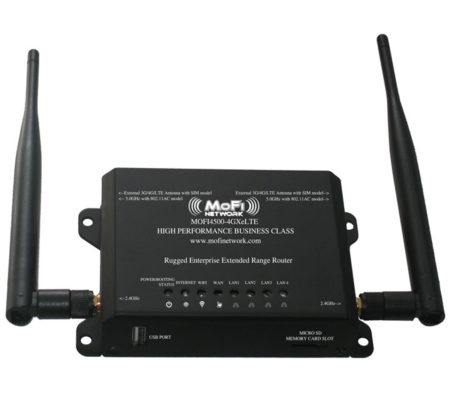 <--External 3G/4G/LTE Antenna with SIM model
External 3G/4G/LTE Antenna with SIM model-->
<--5.0GHz with 802.11AC model
5.0GHz with 802.11AC model-->
MoFi
NETWORK
MOFI4500-4GXeLTE
HIGH PERFORMANCE BUSINESS CLASS
www.mofinetwork.com
Rugged Enterprise Extended Range Router
POWER/BOOTING
STATUS INTERNET WIFI WAN LAN1 LAN2 LAN3 LAN 4
<--2.4GHz
2.4GHz-->
USB PORT
MICRO SD
MEMORY CARD SLOT